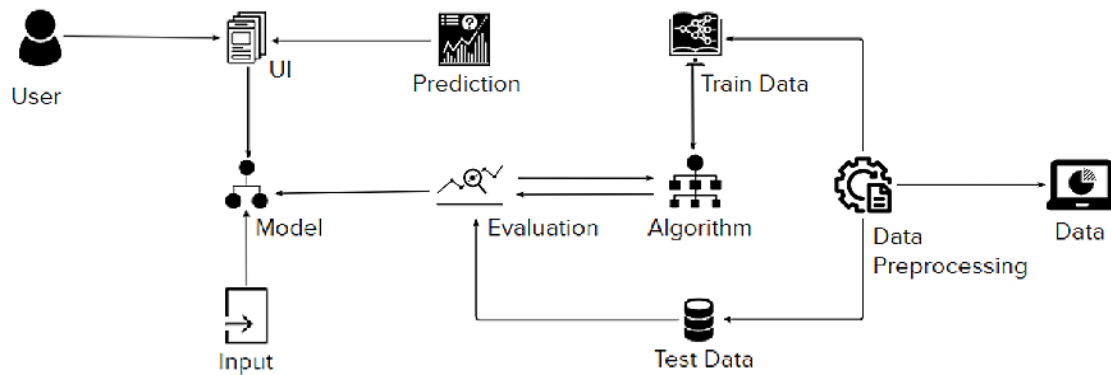 UI
User
Prediction
Train Data
Model
Evaluation
Algorithm
Data
Preprocessing
Data
Input
Test Data